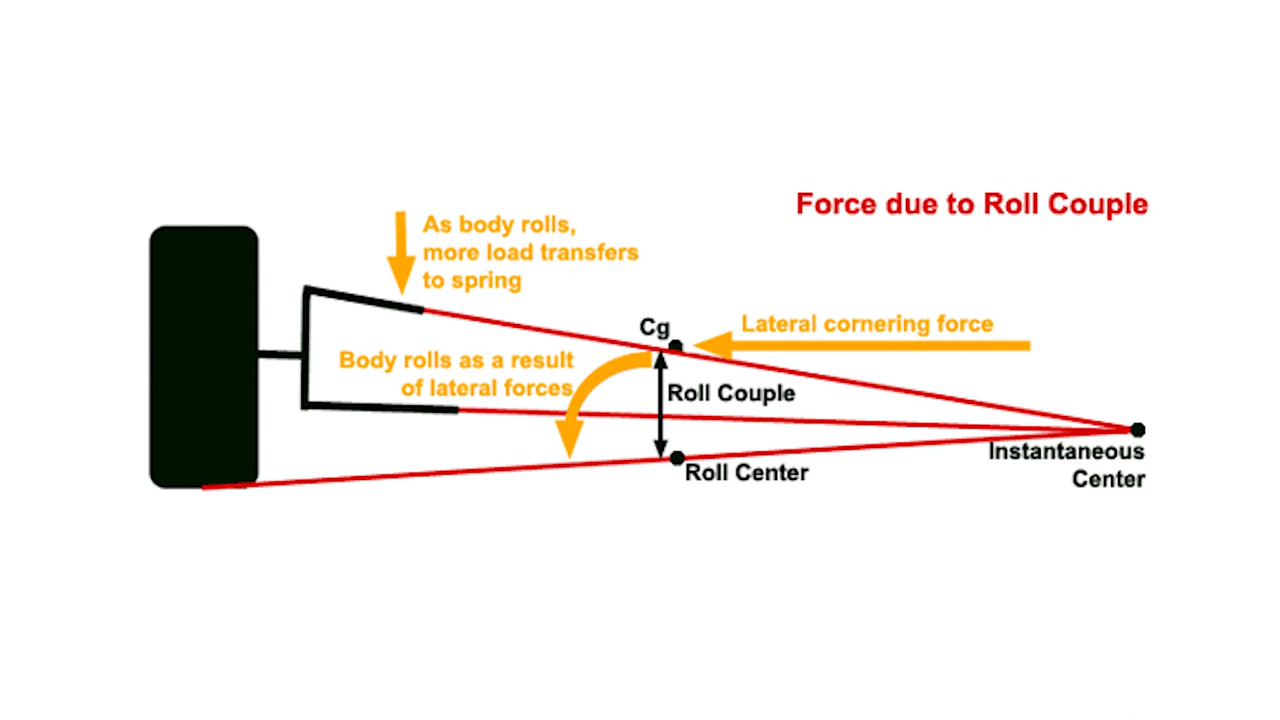 Force due to Roll Couple
As body rolls,
more load transfers
to spring
Cg
Lateral cornering force
Body rolls as a result
of lateral forces
Roll Couple
Instantaneous
Center
Roll Center